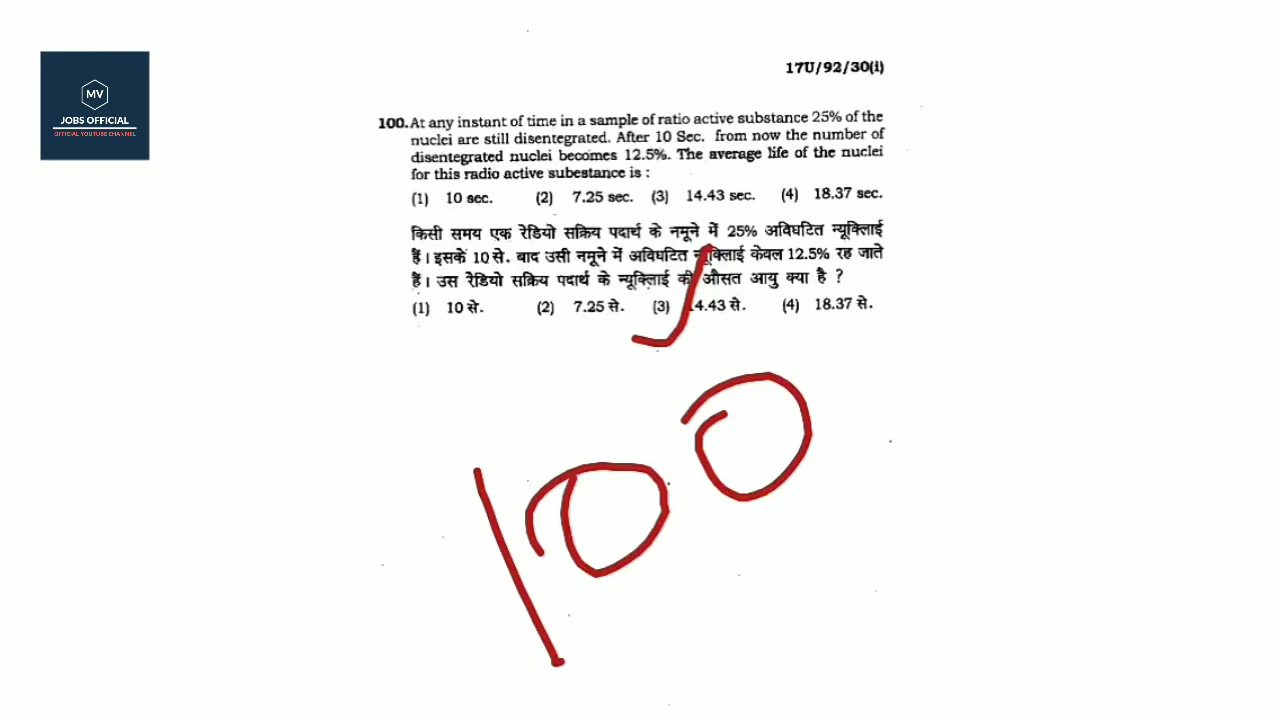 MV
JOBS OFFICIAL
OFFICIAL YOUTUBE CHANNEL
17U/92/30(i)
100. At any instant of time in a sample of ratio active substance 25% of the
nuclei are still disentegrated. After 10 Sec. from now the number of
disentegrated nuclei becomes 12.5%. The average life of the nuclei
for this radio active subestance is :
(1) 10 sec. (2) 7.25 sec. (3) 14.43 sec. (4) 18.37 sec.
किसी समय एक रेडियो सक्रिय पदार्थ के नमूने में 25% अविघटित न्यूक्लिाई
हैं। इसके 10 से. बाद उसी नमूने में अविघटित न्यूक्लिाई केवल 12.5% रह जाते
हैं। उस रेडियो सक्रिय पदार्थ के न्यूक्लिाई की औसत आयु क्या है ?
(1) 10 से. (2) 7.25 से. (3) 14.43 से. (4) 18.37 से.
100